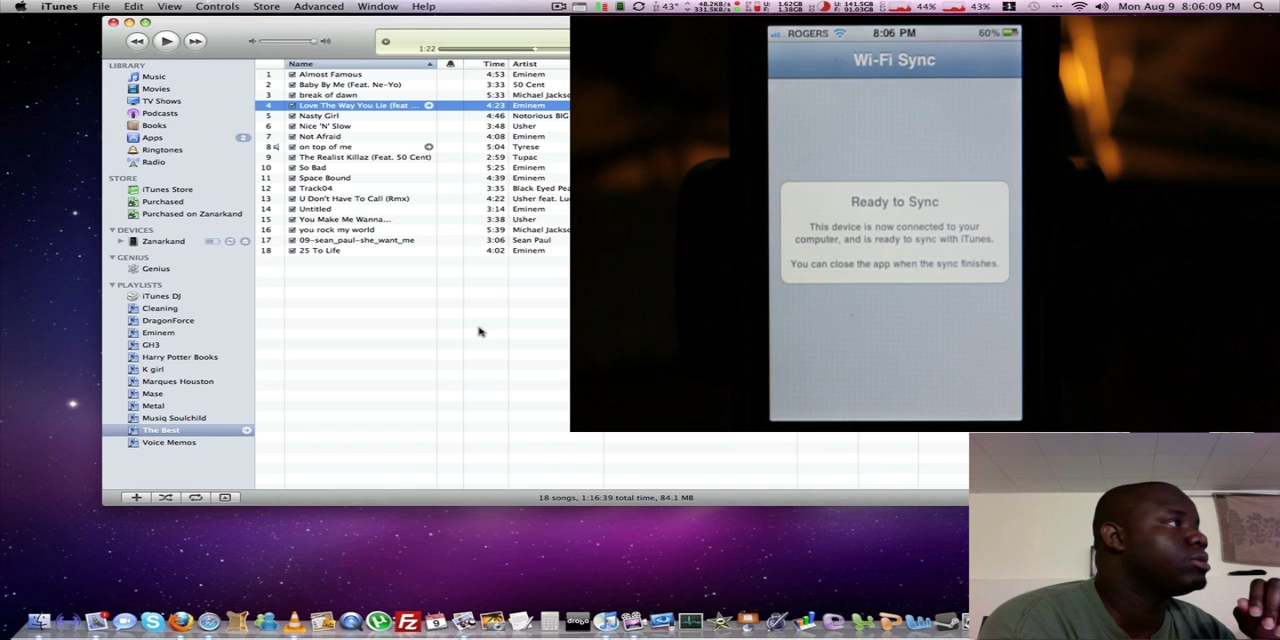 iTunes File Edit View Controls Store Advanced Window Help
43° 44% 43% Mon Aug 9 8:06:09 PM
1:22
LIBRARY
Music
Movies
TV Shows
Podcasts
Books
Apps 2
Ringtones
Radio
STORE
iTunes Store
Purchased
Purchased on Zanarkand
DEVICES
Zanarkand
GENIUS
Genius
PLAYLISTS
iTunes DJ
Cleaning
DragonForce
Eminem
GH3
Harry Potter Books
K girl
Marques Houston
Mase
Metal
Musiq Soulchild
The Best
Voice Memos
Name Time Artist
1 Almost Famous 4:53 Eminem
2 Baby By Me (Feat. Ne-Yo) 3:33 50 Cent
3 break of dawn 5:33 Michael Jackso
4 Love The Way You Lie (feat ... 4:23 Eminem
5 Nasty Girl 4:46 Notorious BIG
6 Nice 'N' Slow 3:48 Usher
7 Not Afraid 4:08 Eminem
8 on top of me 5:04 Tyrese
9 The Realist Killaz (Feat. 50 Cent) 2:59 Tupac
10 So Bad 5:25 Eminem
11 Space Bound 4:39 Eminem
12 Track04 3:35 Black Eyed Pea
13 U Don't Have To Call (Rmx) 4:22 Usher feat. Lu
14 Untitled 3:14 Eminem
15 You Make Me Wanna... 3:38 Usher
16 you rock my world 5:39 Michael Jackso
17 09-sean_paul-she_want_me 3:06 Sean Paul
18 25 To Life 4:02 Eminem
18 songs, 1:16:39 total time, 84.1 MB
ROGERS 8:06 PM 60%
Wi-Fi Sync
Ready to Sync
This device is now connected to your
computer, and is ready to sync with iTunes.
You can close the app when the sync finishes.